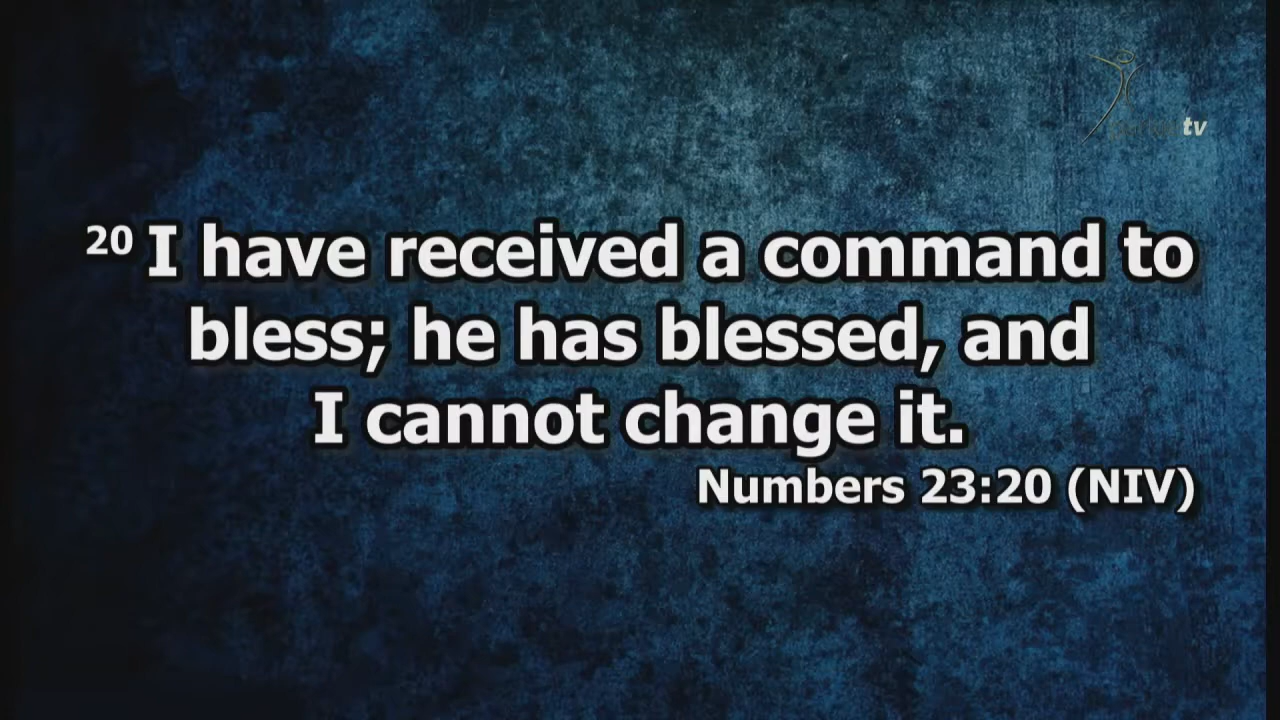 20 I have received a command to
bless; he has blessed, and
I cannot change it.
Numbers 23:20 (NIV)
tv